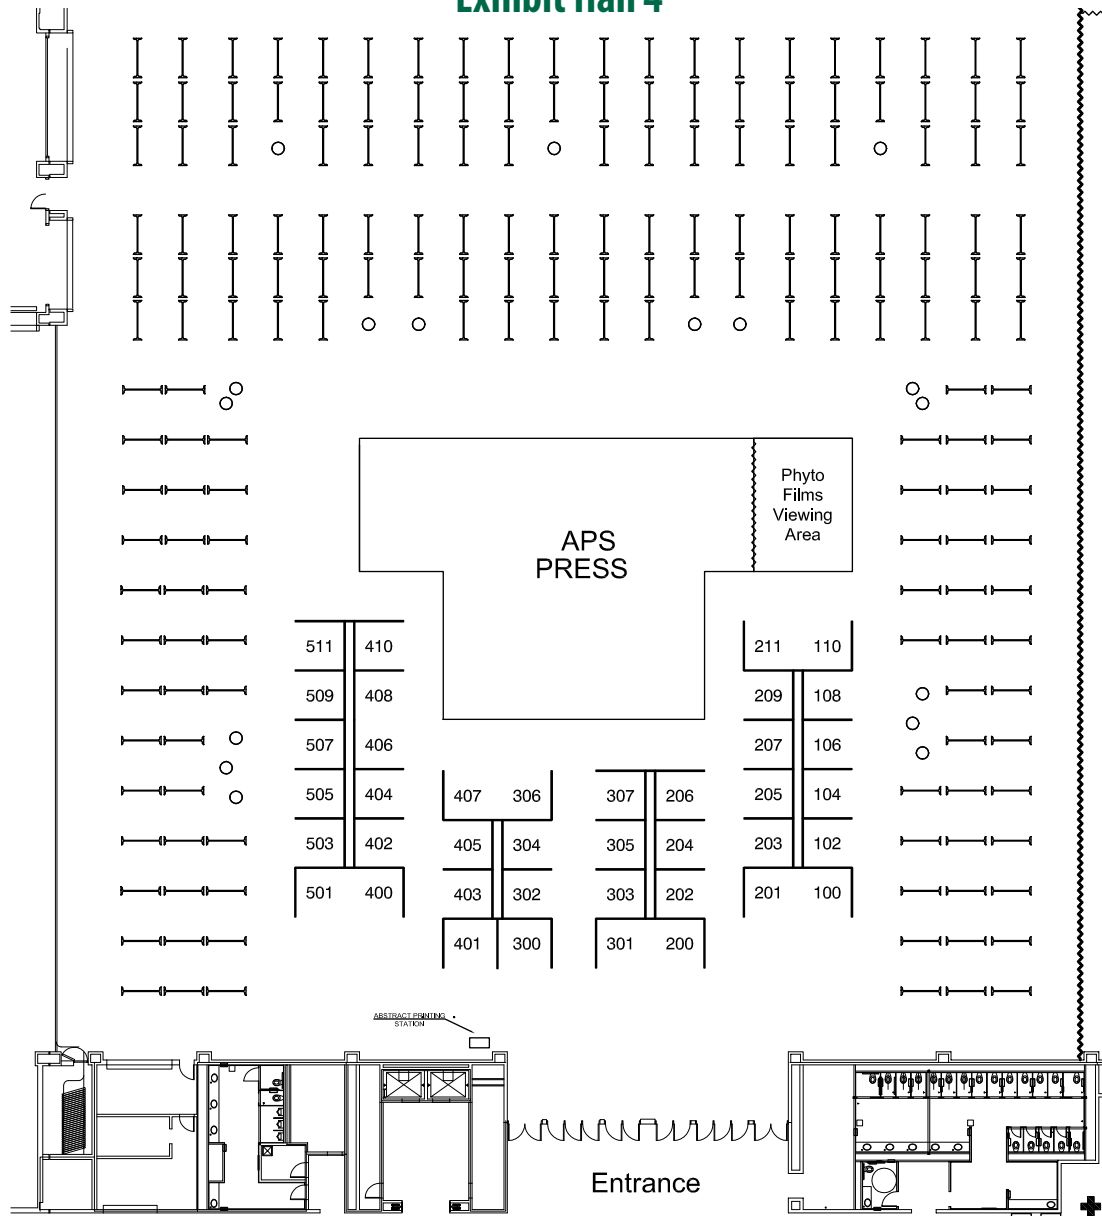 Exhibit Hall 4
Phyto
Films
Viewing
Area
APS
PRESS
511 410
211 110
509 408
209 108
507 406
207 106
505 404
407 306
307 206
205 104
503 402
405 304
305 204
203 102
501 400
403 302
303 202
201 100
401 300
301 200
ABSTRACT PRINTING
STATION
Entrance